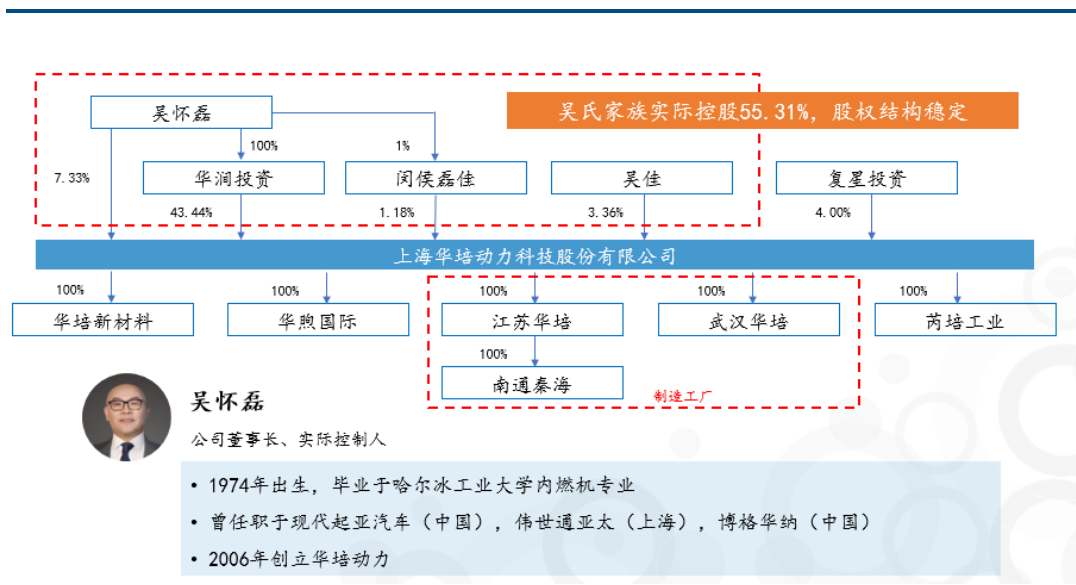 吴怀磊
吴氏家族实际控股55.31%，股权结构稳定
7.33%
100%
1%
华润投资
闵侯磊佳
吴佳
复星投资
43.44%
1.18%
3.36%
4.00%
上海华培动力科技股份有限公司
100%
100%
100%
100%
100%
华培新材料
华煦国际
江苏华培
武汉华培
芮培工业
100%
南通秦海
制造工厂
吴怀磊
公司董事长、实际控制人
• 1974年出生，毕业于哈尔冰工业大学内燃机专业
• 曾任职于现代起亚汽车（中国），伟世通亚太（上海），博格华纳（中国）
• 2006年创立华培动力